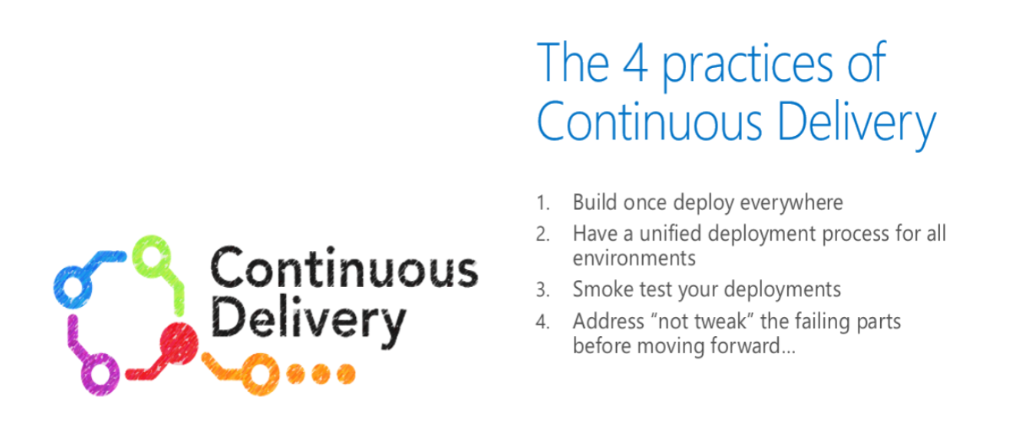 The 4 practices of
Continuous Delivery
1. Build once deploy everywhere
2. Have a unified deployment process for all
environments
3. Smoke test your deployments
4. Address “not tweak” the failing parts
before moving forward...
Continuous
Delivery